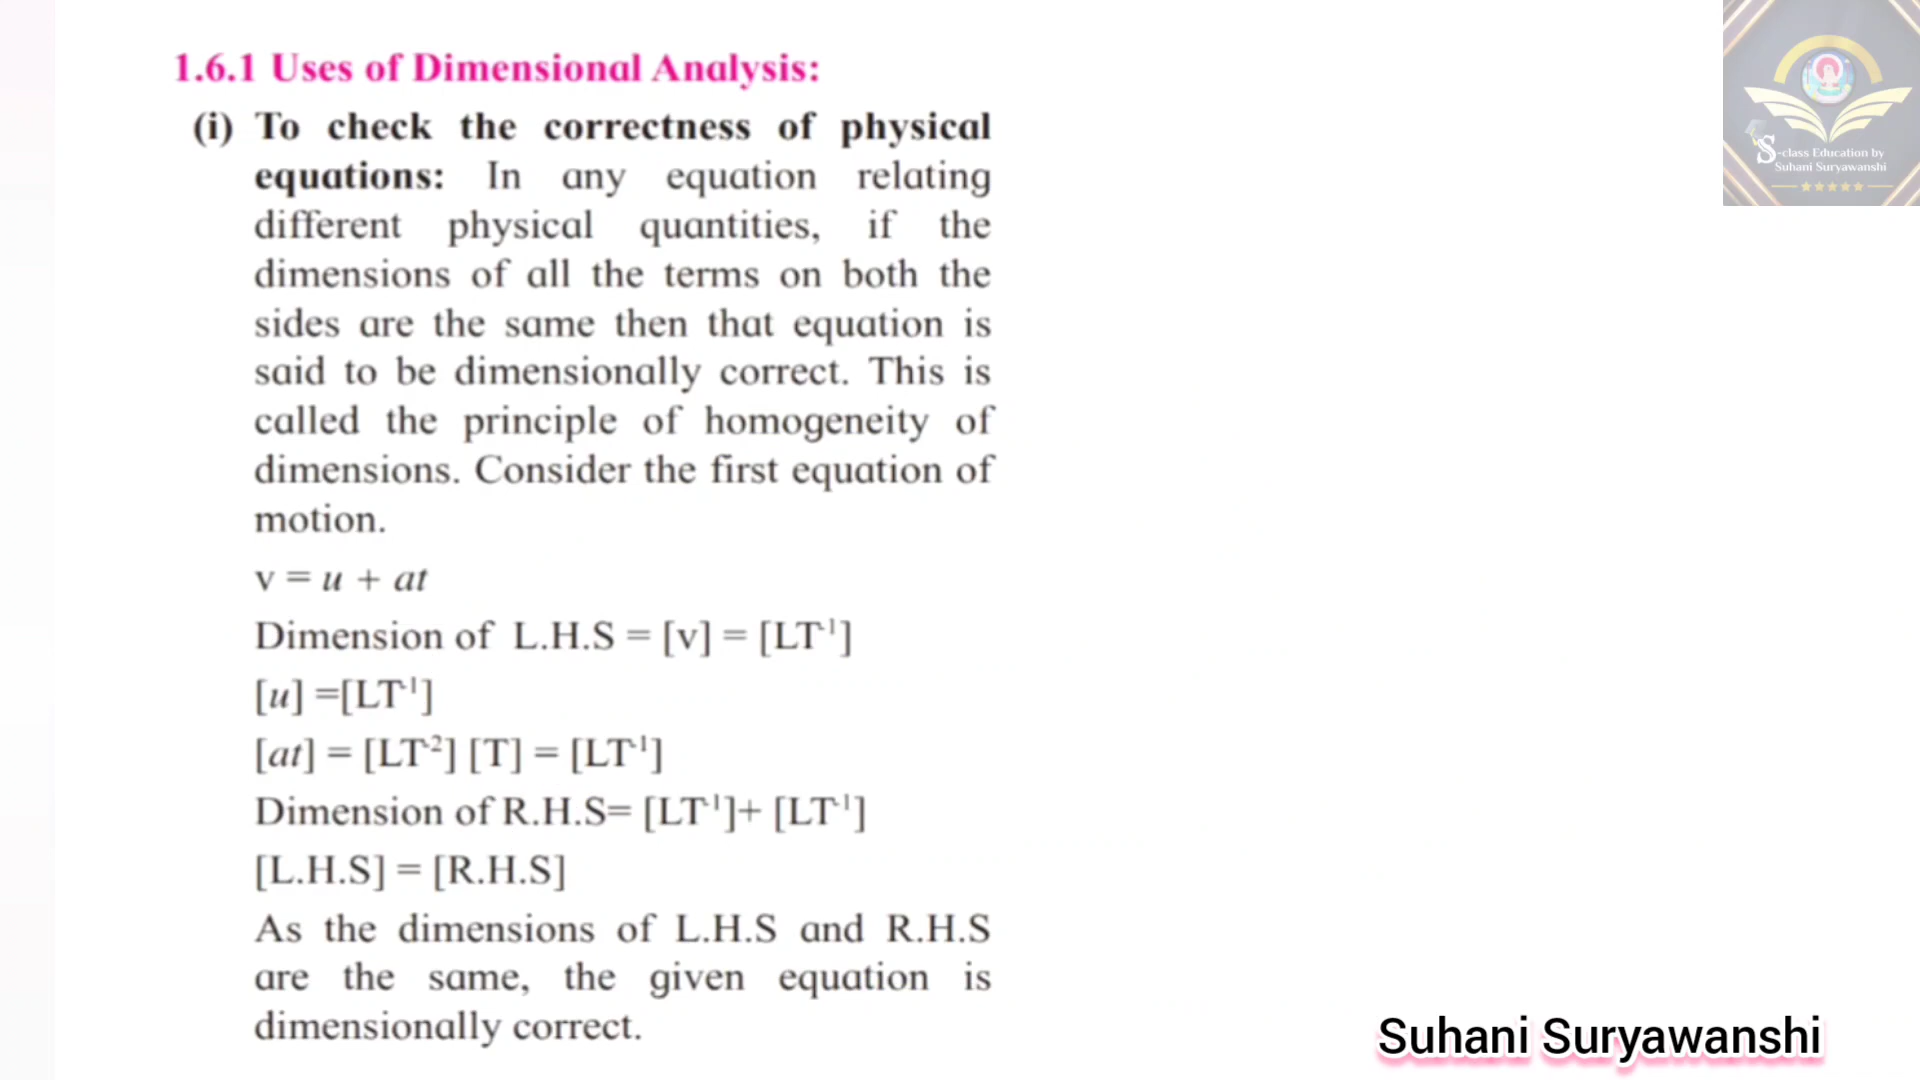 1.6.1 Uses of Dimensional Analysis:
(i) To check the correctness of physical
equations: In any equation relating
different physical quantities, if the
dimensions of all the terms on both the
sides are the same then that equation is
said to be dimensionally correct. This is
called the principle of homogeneity of
dimensions. Consider the first equation of
motion.
v = u + at
Dimension of L.H.S = [v] = [LT⁻¹]
[u] =[LT⁻¹]
[at] = [LT⁻²] [T] = [LT⁻¹]
Dimension of R.H.S= [LT⁻¹]+ [LT⁻¹]
[L.H.S] = [R.H.S]
As the dimensions of L.H.S and R.H.S
are the same, the given equation is
dimensionally correct.
S-class Education by
Suhani Suryawanshi
Suhani Suryawanshi